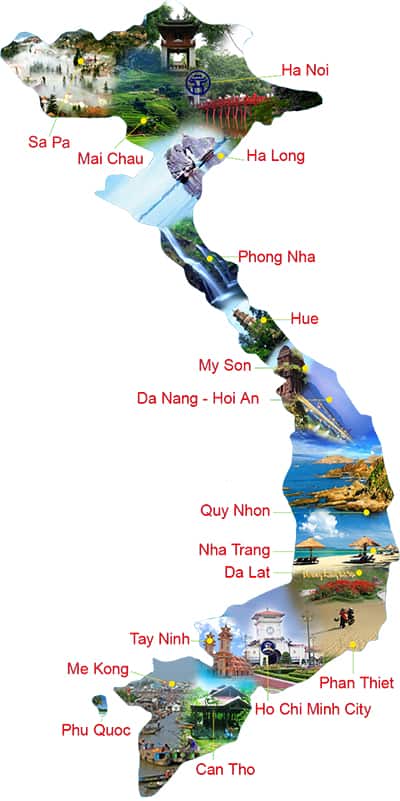 Ha Noi
Sa Pa
Mai Chau
Ha Long
Phong Nha
Hue
My Son
Da Nang - Hoi An
Quy Nhon
Nha Trang
Da Lat
Tay Ninh
Me Kong
Phan Thiet
Ho Chi Minh City
Phu Quoc
Can Tho